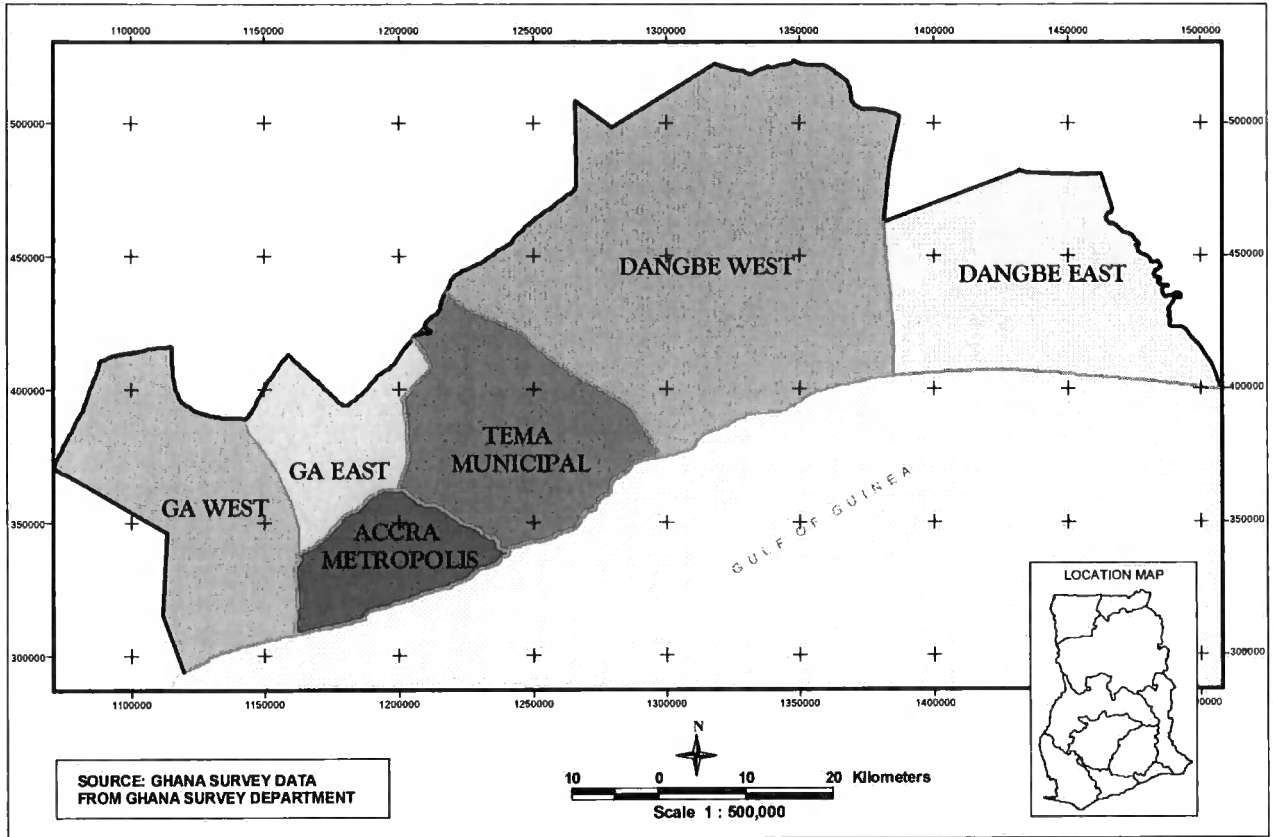 1100000 1150000 1200000 1250000 1300000 1350000 1400000 1450000 1500000
500000 500000
450000 450000
400000 400000
350000 350000
300000 300000
DANGBE WEST
DANGBE EAST
TEMA
MUNICIPAL
GA EAST
GA WEST
ACCRA
METROPOLIS
GULF OF GUINEA
LOCATION MAP
1100000 1150000 1200000 1250000 1300000 1350000 1400000
N
SOURCE: GHANA SURVEY DATA
FROM GHANA SURVEY DEPARTMENT
10 0 10 20 Kilometers
Scale 1 : 500,000